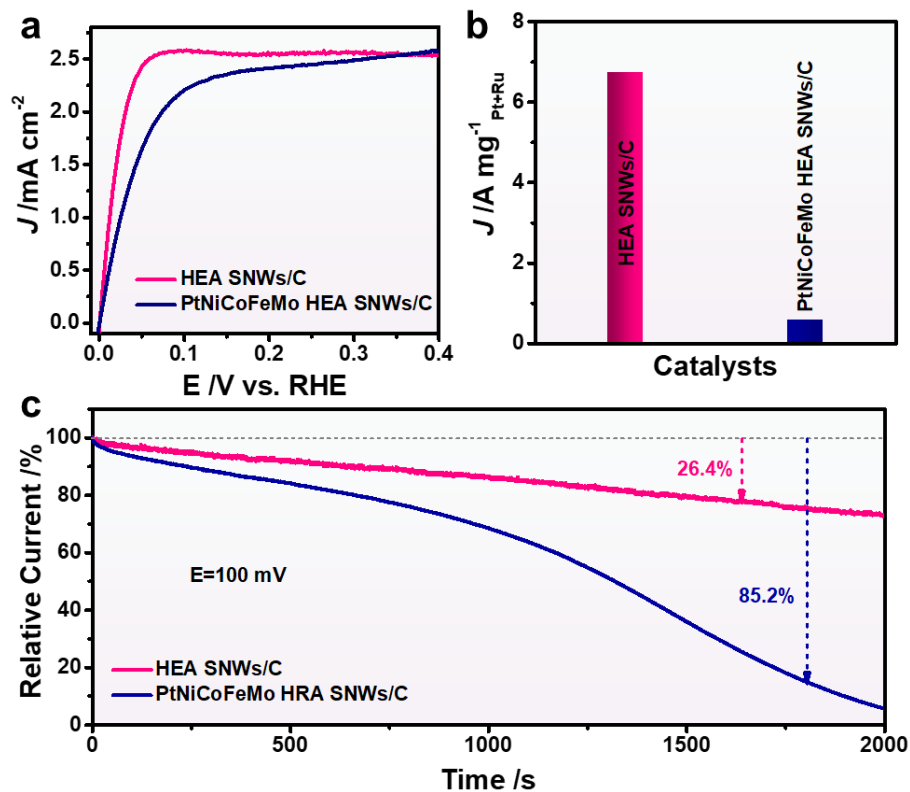 a
J /mA cm-2
2.5
2.0
1.5
1.0
2.5
0.0
HEA SNWs/C
PtNiCoFeMo HEA SNWs/C
0.0 0.1 0.2 0.3 0.4
E /V vs. RHE
b
J /A mg-1 Pt+Ru
8
6
4
2
0
HEA SNWs/C
PtNiCoFeMo HEA SNWs/C
Catalysts
c
Relative Current /%
100
80
60
40
20
0
26.4%
85.2%
E=100 mV
HEA SNWs/C
PtNiCoFeMo HRA SNWs/C
0 500 1000 1500 2000
Time /s